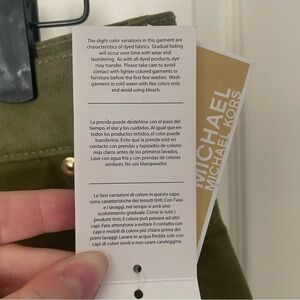 The slight color variations in this garment are
characteristics of dyed fabrics. Gradual fading
will occur over time with wear and
laundering. As with all dyed products, dye
may transfer. Please take care to avoid
contact with lighter colored garments or
furniture before the first wash. Wash
garment in cold water with like colors only
and avoid using bleach.
La prenda puede desteñirse con el paso del
tiempo, el uso y los cuidados. Al igual que en
todos los productos teñidos, el color puede
transferirse. Evite que la prenda esté en
contacto con prendas y tapizados de colores
más claros antes de los primeros lavados.
Lave con agua fría y con prendas de colores
similares. No use blanqueador.
Le lievi variazioni di colore in questo capo
sono caratteristiche dei tessuti tinti. Con l'uso
e i lavaggi, nel tempo si avrà uno
scolorimento graduale. Come in tutti i
prodotti tinti, il colore può passare ad altri
capi. Fare attenzione a evitare il contatto con
capi e mobili di colore più chiaro prima dei
primi lavaggi. Lavare in acqua fredda solo con
capi di colori simili e non usare candeggina.
MICHAEL
MICHAEL KORS